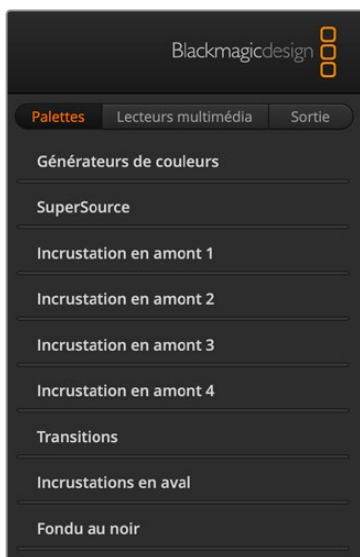 Blackmagicdesign
Palettes Lecteurs multimédia Sortie
Générateurs de couleurs
SuperSource
Incrustation en amont 1
Incrustation en amont 2
Incrustation en amont 3
Incrustation en amont 4
Transitions
Incrustations en aval
Fondu au noir